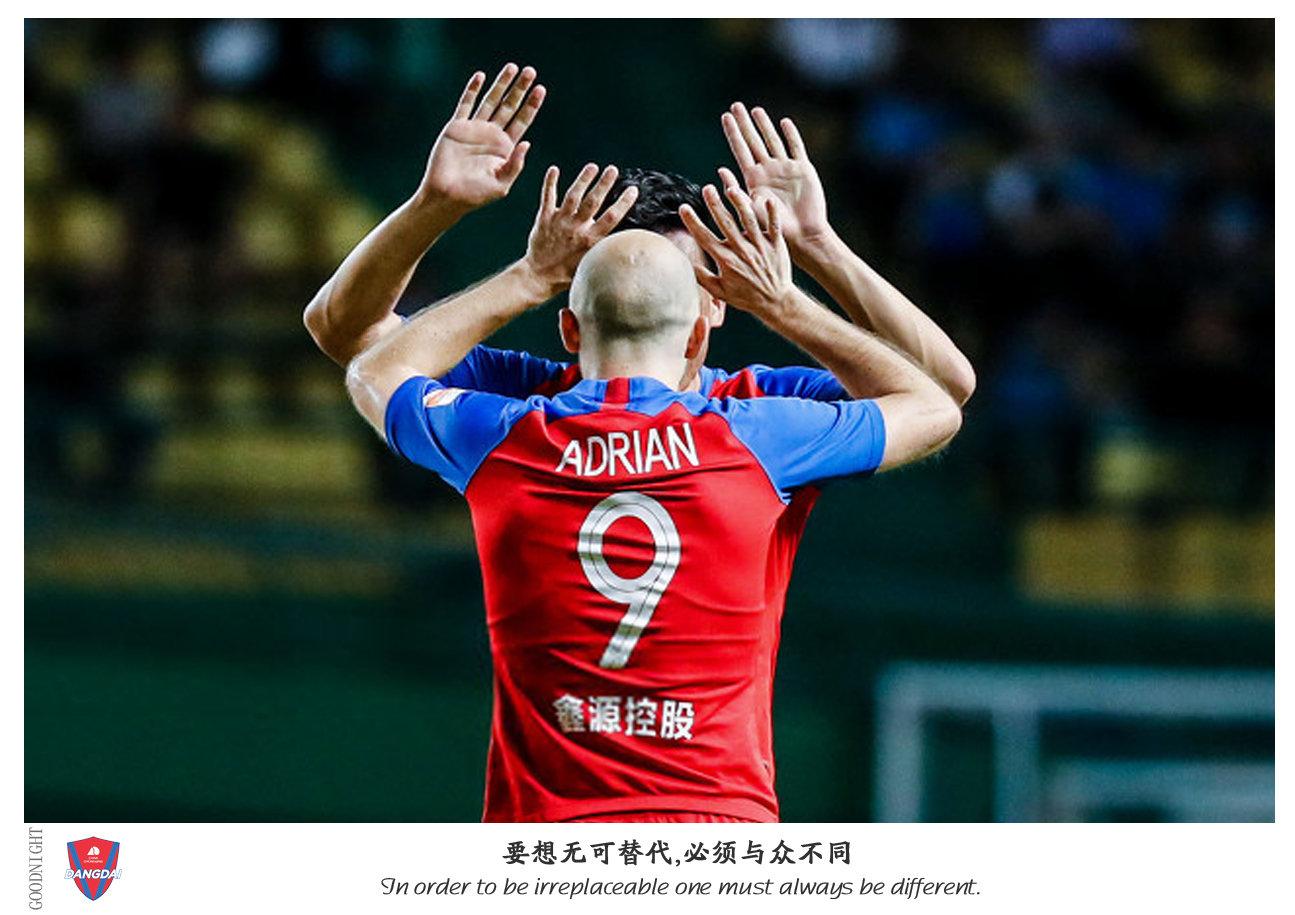 ADRIAN
9
鑫源控股
GOODNIGHT
DANGDAI
要想无可替代,必须与众不同
In order to be irreplaceable one must always be different.